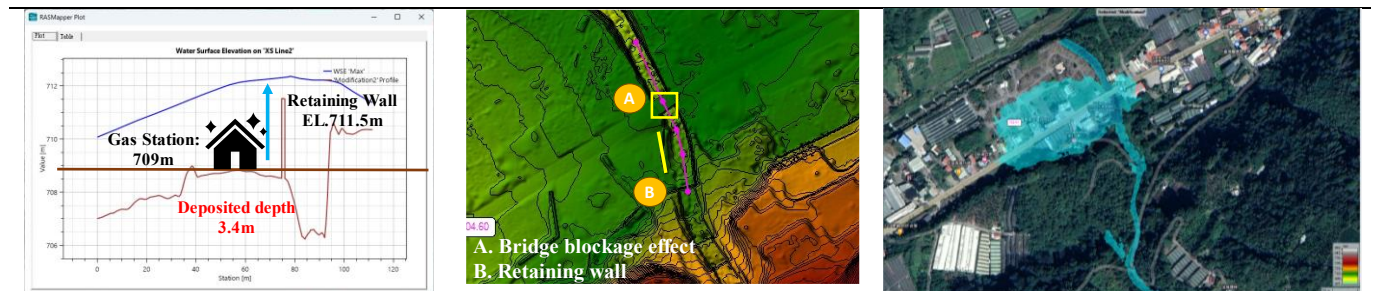 RASMapper Plot
Plot
Table
Water Surface Elevation on 'XS Line2'
WSE 'Max'
'Modification2' Profile
712
710
708
706
Value [m]
Retaining Wall
EL.711.5m
Gas Station:
709m
Deposited depth
3.4m
0
20
40
60
80
100
120
Station [m]
A
B
04.60
A. Bridge blockage effect
B. Retaining wall